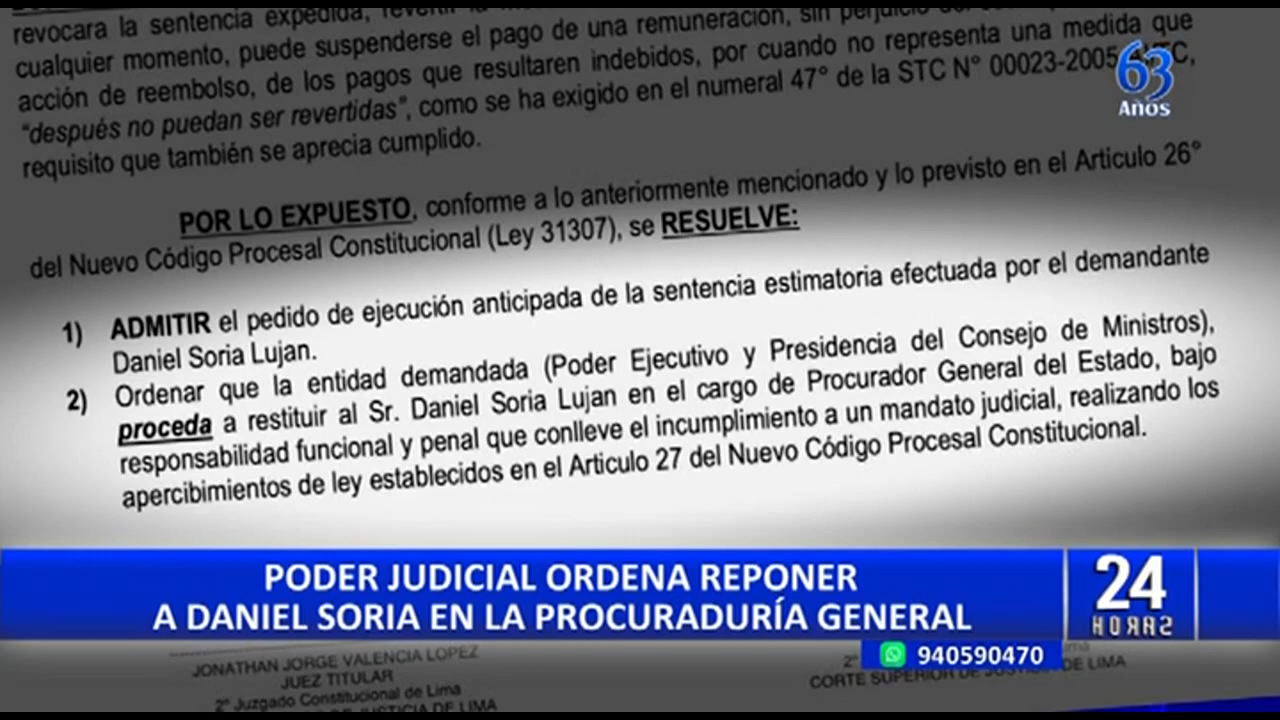 revocara la sentencia expedida, revertir la
cualquier momento, puede suspenderse el pago de una remuneración, sin perjuicio
acción de reembolso, de los pagos que resultaren indebidos, por cuando no representa una medida que
“después no puedan ser revertidas”, como se ha exigido en el numeral 47° de la STC N° 00023-2005
requisito que también se aprecia cumplido.
63
Años
POR LO EXPUESTO, conforme a lo anteriormente mencionado y lo previsto en el Articulo 26°
del Nuevo Código Procesal Constitucional (Ley 31307), se RESUELVE:
1) ADMITIR el pedido de ejecución anticipada de la sentencia estimatoria efectuada por el demandante
Daniel Soria Lujan.
2) Ordenar que la entidad demandada (Poder Ejecutivo y Presidencia del Consejo de Ministros),
proceda a restituir al Sr. Daniel Soria Lujan en el cargo de Procurador General del Estado, bajo
responsabilidad funcional y penal que conlleve el incumplimiento a un mandato judicial, realizando los
apercibimientos de ley establecidos en el Articulo 27 del Nuevo Código Procesal Constitucional.
PODER JUDICIAL ORDENA REPONER
A DANIEL SORIA EN LA PROCURADURÍA GENERAL
24
HORAS
940590470
JONATHAN JORGE VALENCIA LOPEZ
JUEZ TITULAR
2° Juzgado Constitucional de Lima
DE JUSTICIA DE LIMA
CORTE SUPERIOR DE JUSTICIA DE LIMA